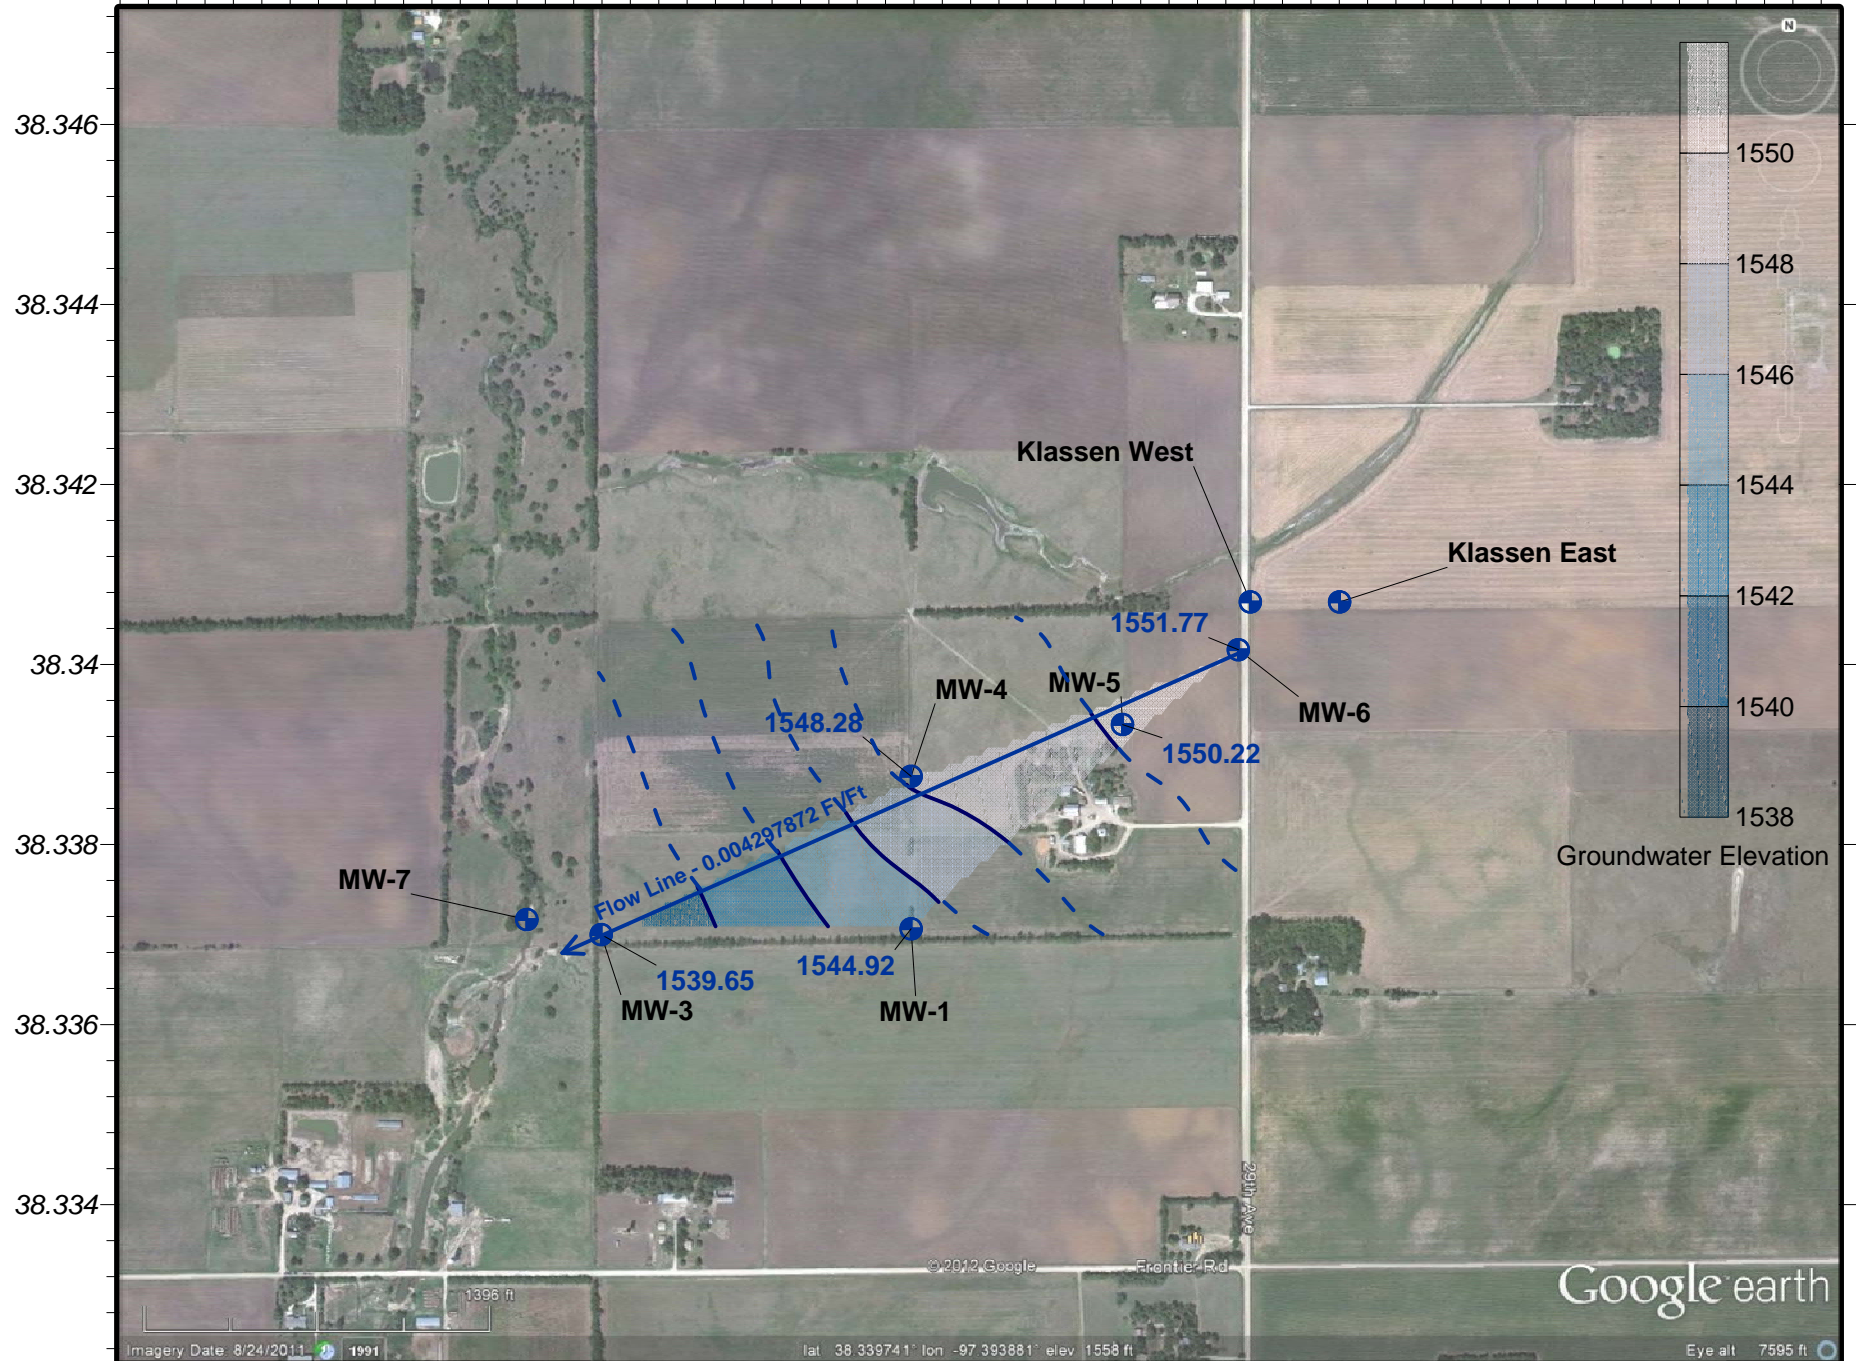 N
38.346
1550
1548
38.344
1546
Klassen West
1544
38.342
Klassen East
1542
1551.77
38.34
MW-5
MW-4
1540
MW-6
1548.28
1550.22
1538
38.338
Groundwater Elevation
Flow Line - 0.004297872 Ft/Ft
MW-7
1544.92
1539.65
MW-3
MW-1
38.336
29th Ave
38.334
© 2012 Google
Frontier Rd
Google earth
1396 ft
Imagery Date: 8/24/2011
1991
lat 38.339741° lon -97.393881° elev 1558 ft
Eye alt 7595 ft